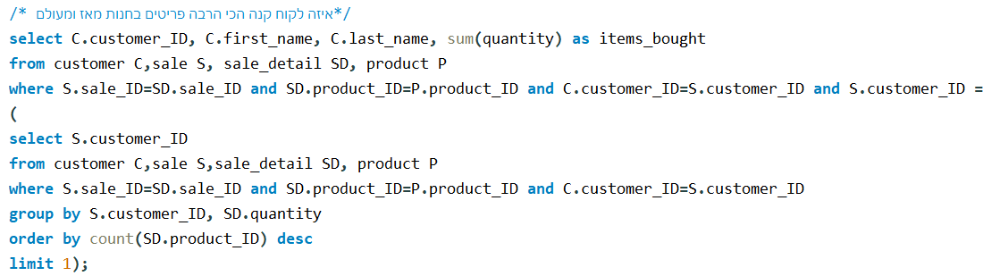 /* איזה לקוח קנה הכי הרבה פריטים בחנות מאז ומעולם*/
select C.customer_ID, C.first_name, C.last_name, sum(quantity) as items_bought
from customer C,sale S, sale_detail SD, product P
where S.sale_ID=SD.sale_ID and SD.product_ID=P.product_ID and C.customer_ID=S.customer_ID and S.customer_ID =
(
select S.customer_ID
from customer C,sale S,sale_detail SD, product P
where S.sale_ID=SD.sale_ID and SD.product_ID=P.product_ID and C.customer_ID=S.customer_ID
group by S.customer_ID, SD.quantity
order by count(SD.product_ID) desc
limit 1);